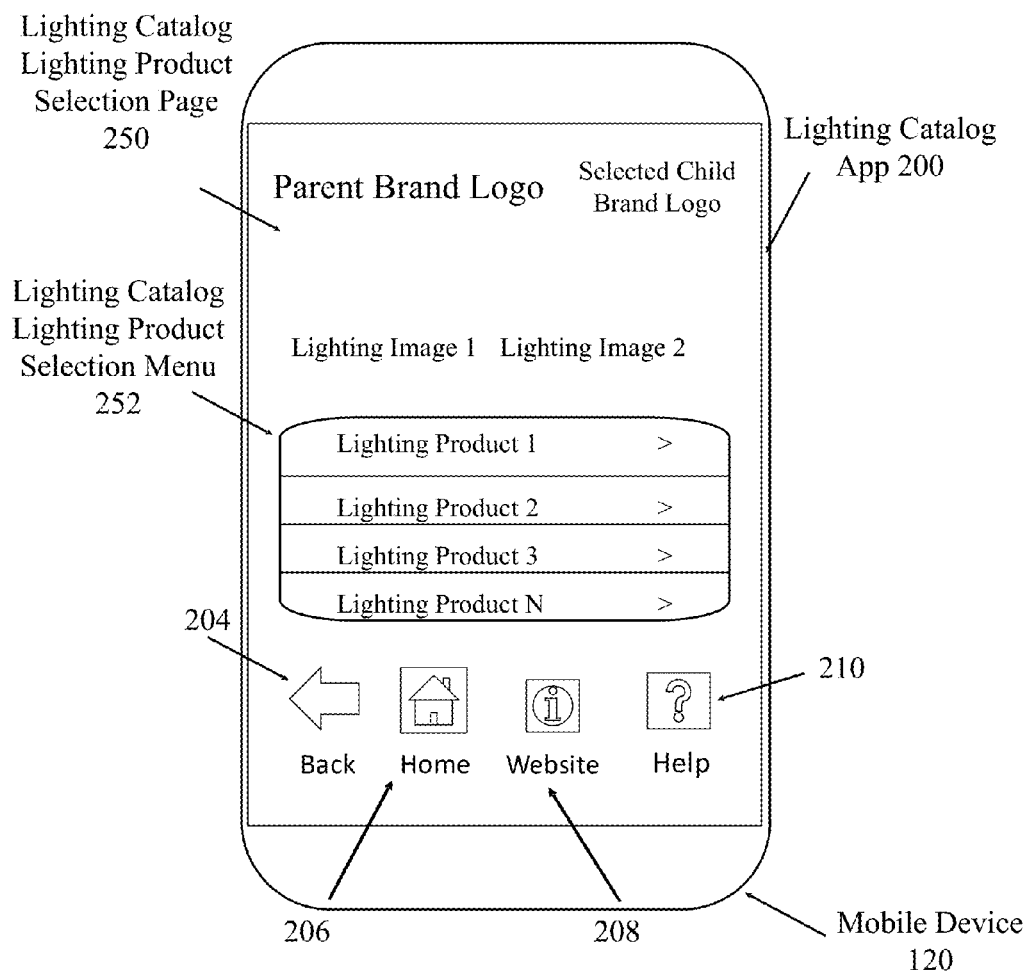 Lighting Catalog
Lighting Product
Selection Page
250
Lighting Catalog
App 200
Parent Brand Logo
Selected Child
Brand Logo
Lighting Catalog
Lighting Product
Selection Menu
252
Lighting Image 1 Lighting Image 2
Lighting Product 1 >
Lighting Product 2 >
Lighting Product 3 >
Lighting Product N >
204
210
Back Home Website Help
206
208
Mobile Device
120